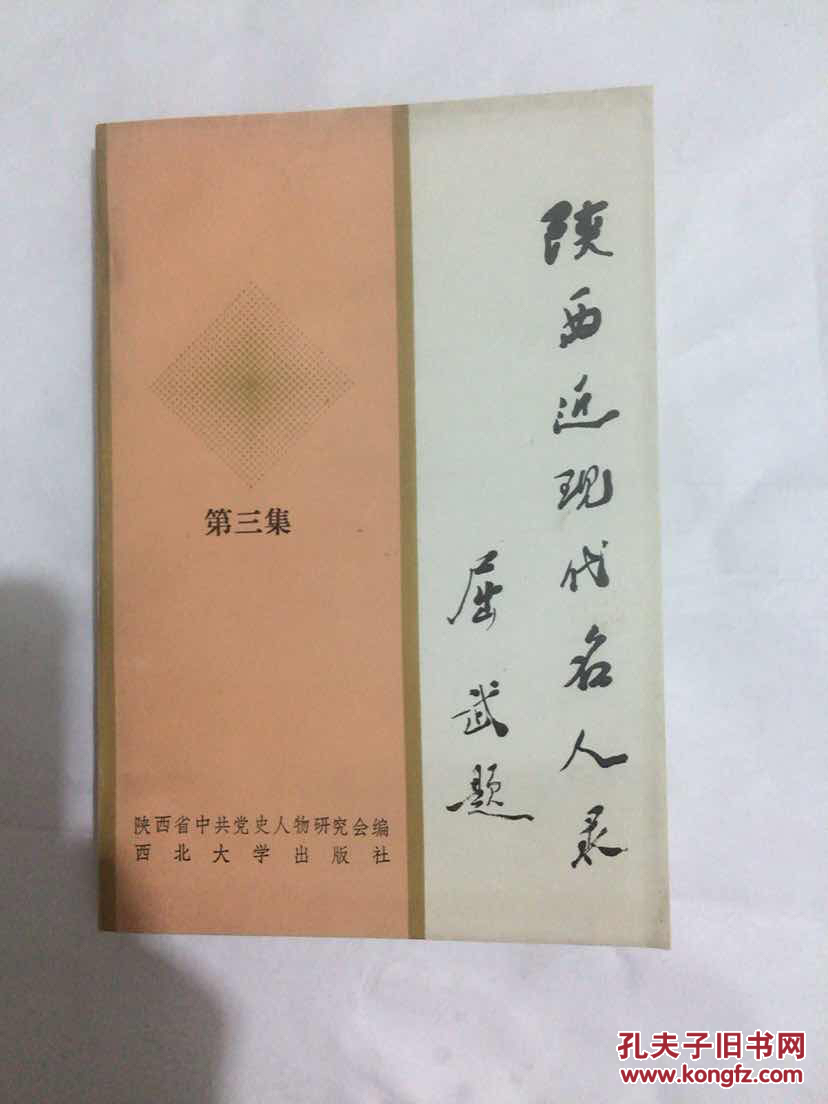 陕西近现代名人录
屈武题
第三集
陕西省中共党史人物研究会编
西北大学出版社
孔夫子旧书网
www.kongfz.com